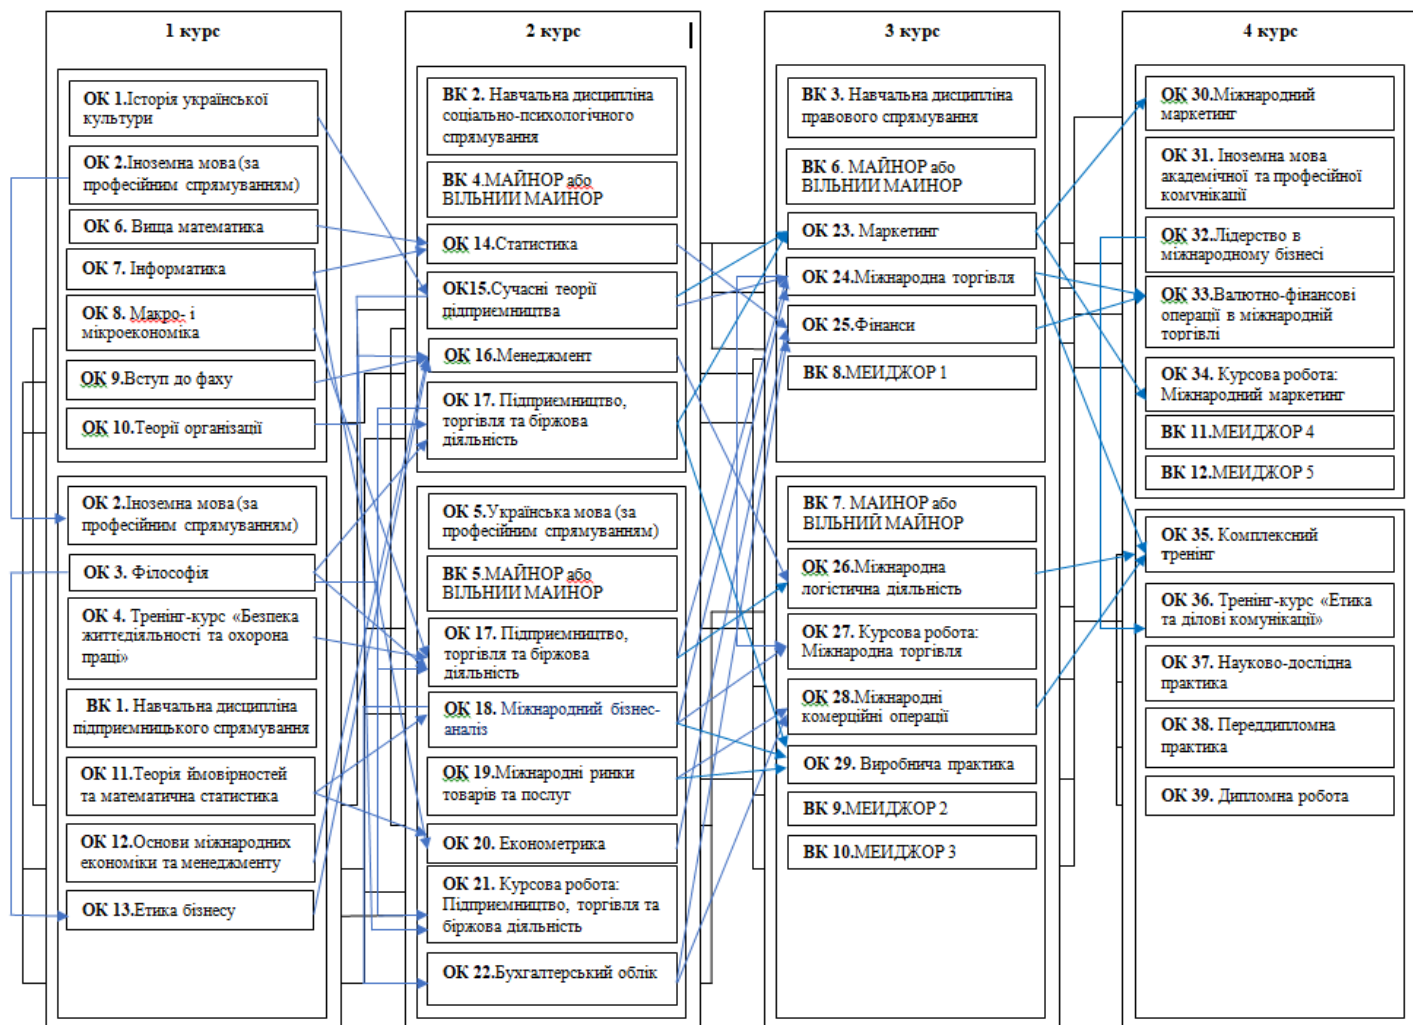 1 курс
ОК 1.Історія української
культури
ОК 2.Іноземна мова (за
професійним спрямуванням)
ОК 6. Вища математика
ОК 7. Інформатика
ОК 8. Макро- і
мікроекономіка
ОК 9.Вступ до фаху
ОК 10.Теорії організації
ОК 2.Іноземна мова (за
професійним спрямуванням)
ОК 3. Філософія
ОК 4. Тренінг-курс «Безпека
життєдіяльності та охорона
праці»
ВК 1. Навчальна дисципліна
підприємницького спрямування
ОК 11.Теорія ймовірностей
та математична статистика
ОК 12.Основи міжнародних
економіки та менеджменту
ОК 13.Етика бізнесу
2 курс
ВК 2. Навчальна дисципліна
соціально-психологічного
спрямування
ВК 4.МАЙНОР або
ВІЛЬНИЙ МАЙНОР
ОК 14.Статистика
ОК15.Сучасні теорії
підприємництва
ОК 16.Менеджмент
ОК 17. Підприємництво,
торгівля та біржова
діяльність
ОК 5.Українська мова (за
професійним спрямуванням)
ВК 5.МАЙНОР або
ВІЛЬНИЙ МАЙНОР
ОК 17. Підприємництво,
торгівля та біржова
діяльність
ОК 18. Міжнародний бізнес-
аналіз
ОК 19.Міжнародні ринки
товарів та послуг
ОК 20. Економетрика
ОК 21. Курсова робота:
Підприємництво, торгівля та
біржова діяльність
ОК 22.Бухгалтерський облік
3 курс
ВК 3. Навчальна дисципліна
правового спрямування
ВК 6. МАЙНОР або
ВІЛЬНИЙ МАЙНОР
ОК 23. Маркетинг
ОК 24.Міжнародна торгівля
ОК 25.Фінанси
ВК 8.МЕЙДЖОР 1
ВК 7. МАЙНОР або
ВІЛЬНИЙ МАЙНОР
ОК 26.Міжнародна
логістична діяльність
ОК 27. Курсова робота:
Міжнародна торгівля
ОК 28.Міжнародні
комерційні операції
ОК 29. Виробнича практика
ВК 9.МЕЙДЖОР 2
ВК 10.МЕЙДЖОР 3
4 курс
ОК 30.Міжнародний
маркетинг
ОК 31. Іноземна мова
академічної та професійної
комунікації
ОК 32.Лідерство в
міжнародному бізнесі
ОК 33.Валютно-фінансові
операції в міжнародній
торгівлі
ОК 34. Курсова робота:
Міжнародний маркетинг
ВК 11.МЕЙДЖОР 4
ВК 12.МЕЙДЖОР 5
ОК 35. Комплексний
тренінг
ОК 36. Тренінг-курс «Етика
та ділові комунікації»
ОК 37. Науково-дослідна
практика
ОК 38. Переддипломна
практика
ОК 39. Дипломна робота